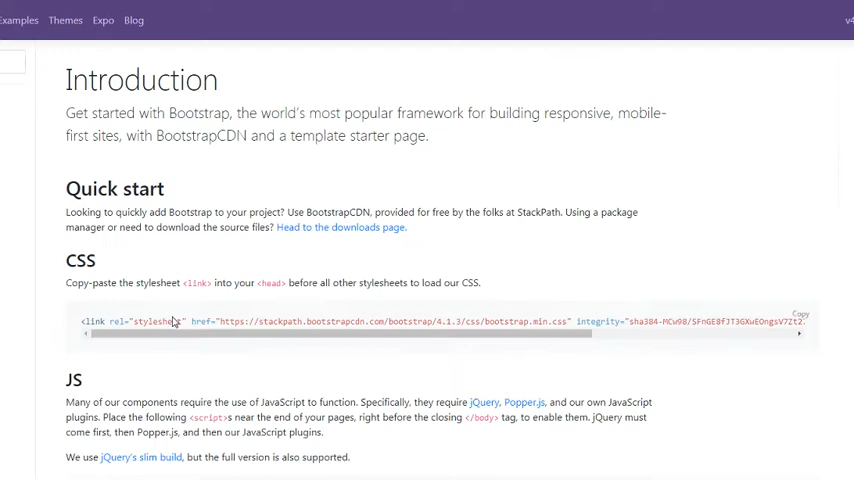 Examples Themes Expo Blog v4
Introduction
Get started with Bootstrap, the world's most popular framework for building responsive, mobile-
first sites, with BootstrapCDN and a template starter page.
Quick start
Looking to quickly add Bootstrap to your project? Use BootstrapCDN, provided for free by the folks at StackPath. Using a package
manager or need to download the source files? Head to the downloads page.
CSS
Copy-paste the stylesheet <link> into your <head> before all other stylesheets to load our CSS.
Copy
<link rel="stylesheet" href="https://stackpath.bootstrapcdn.com/bootstrap/4.1.3/css/bootstrap.min.css" integrity="sha384-MCw98/SFnGE8fJT3GXwEOngsV7Zt2
JS
Many of our components require the use of JavaScript to function. Specifically, they require jQuery, Popper.js, and our own JavaScript
plugins. Place the following <script>s near the end of your pages, right before the closing </body> tag, to enable them. jQuery must
come first, then Popper.js, and then our JavaScript plugins.
We use jQuery's slim build, but the full version is also supported.